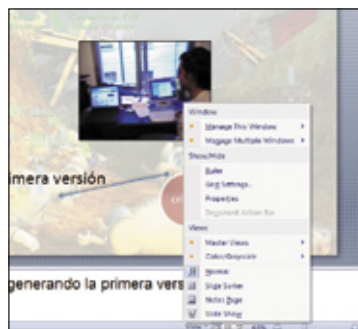 Window
Manage This Window
Manage Multiple Windows
Show/Hide
imera versión
Ruler
Grid Settings...
Properties
Document Action Bar
Views
Master Views
Color/Grayscale
Normal
generando la primera vers
Slide Sorter
Notes Page
Slide Show